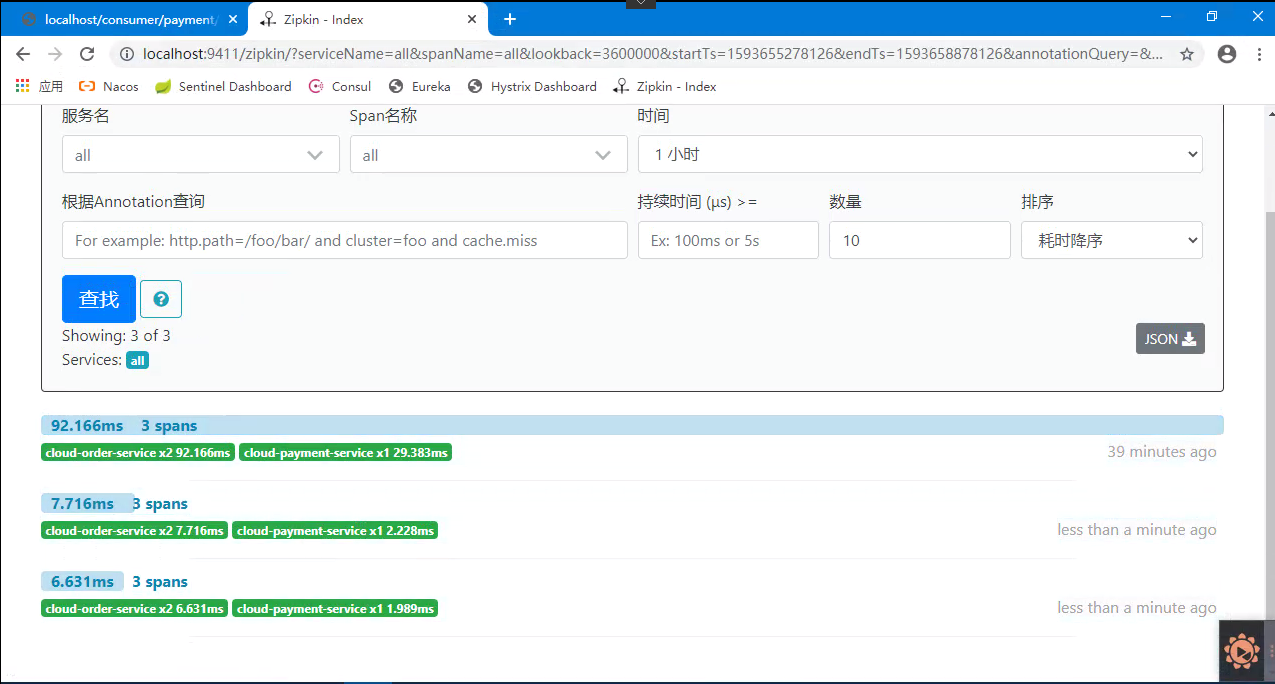 localhost/consumer/payment/
Zipkin - Index
localhost:9411/zipkin/?serviceName=all&spanName=all&lookback=3600000&startTs=1593655278126&endTs=1593658878126&annotationQuery=&...
应用 Nacos Sentinel Dashboard Consul Eureka Hystrix Dashboard Zipkin - Index
服务名 Span名称 时间
all all 1 小时
根据Annotation查询 持续时间 (μs) >= 数量 排序
For example: http.path=/foo/bar/ and cluster=foo and cache.miss Ex: 100ms or 5s 10 耗时降序
查找 ?
Showing: 3 of 3
JSON
Services: all
92.166ms 3 spans
cloud-order-service x2 92.166ms cloud-payment-service x1 29.383ms 39 minutes ago
7.716ms 3 spans
cloud-order-service x2 7.716ms cloud-payment-service x1 2.228ms less than a minute ago
6.631ms 3 spans
cloud-order-service x2 6.631ms cloud-payment-service x1 1.989ms less than a minute ago